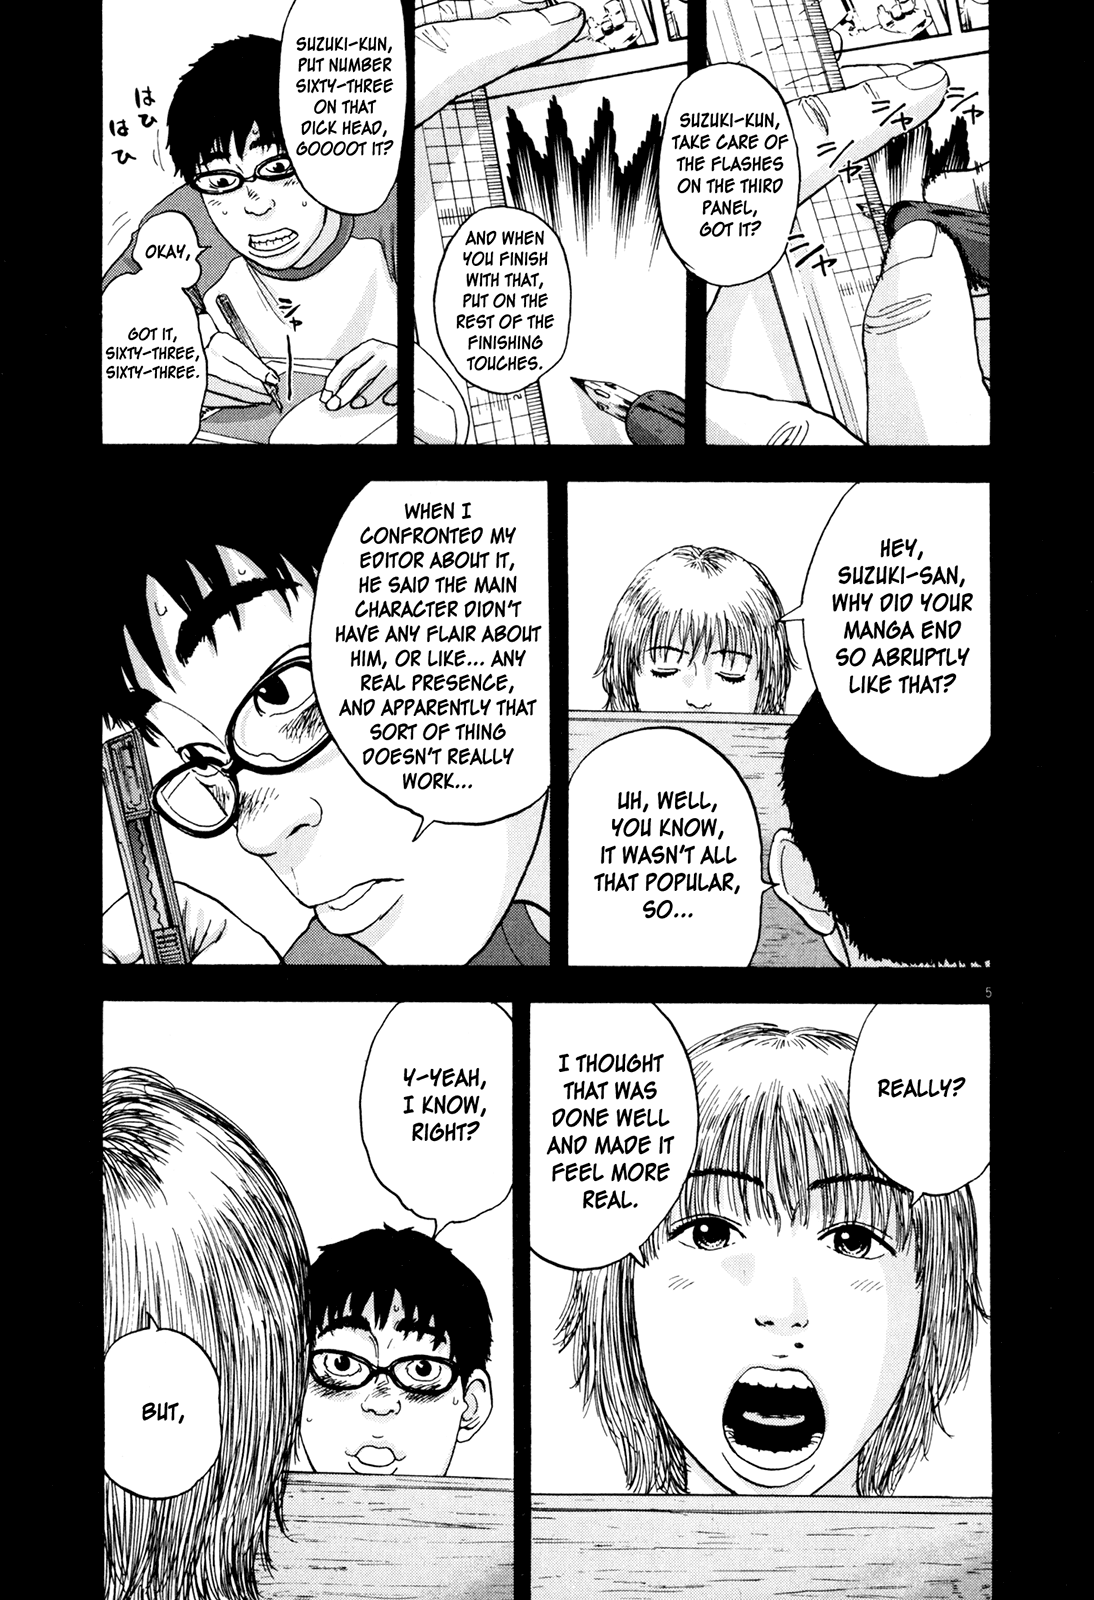 SUZUKI-KUN,
TAKE CARE OF
THE FLASHES
ON THE THIRD
PANEL,
GOT IT?
シャ
シャ
AND WHEN
YOU FINISH
WITH THAT,
PUT ON THE
REST OF THE
FINISHING
TOUCHES.
SUZUKI-KUN,
PUT NUMBER
SIXTY-THREE
ON THAT
DICK HEAD,
GOOOOT IT?
はひ
はひ
OKAY,
シャ
GOT IT,
SIXTY-THREE,
SIXTY-THREE.
HEY,
SUZUKI-SAN,
WHY DID YOUR
MANGA END
SO ABRUPTLY
LIKE THAT?
UH, WELL,
YOU KNOW,
IT WASN'T ALL
THAT POPULAR,
SO...
WHEN I
CONFRONTED MY
EDITOR ABOUT IT,
HE SAID THE MAIN
CHARACTER DIDN'T
HAVE ANY FLAIR ABOUT
HIM, OR LIKE... ANY
REAL PRESENCE,
AND APPARENTLY THAT
SORT OF THING
DOESN'T REALLY
WORK...
5
REALLY?
I THOUGHT
THAT WAS
DONE WELL
AND MADE IT
FEEL MORE
REAL.
Y-YEAH,
I KNOW,
RIGHT?
BUT,